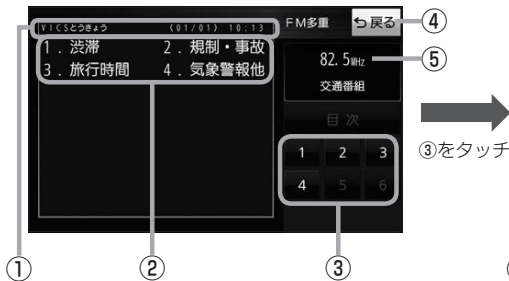 VICSとうきょう (01/01) 10:13
FM多重
戻る
④
1．渋滞 2．規制・事故
3．旅行時間 4．気象警報他
82.5MHz
⑤
交通番組
目次
1 2 3
4 5 6
③をタッチ
① ② ③